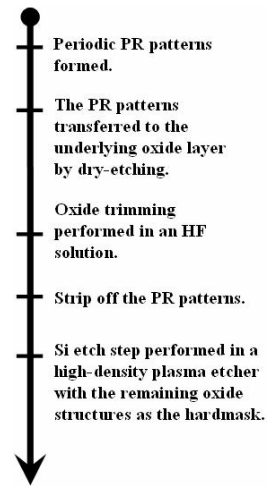 Periodic PR patterns
formed.
The PR patterns
transferred to the
underlying oxide layer
by dry-etching.
Oxide trimming
performed in an HF
solution.
Strip off the PR patterns.
Si etch step performed in a
high-density plasma etcher
with the remaining oxide
structures as the hardmask.